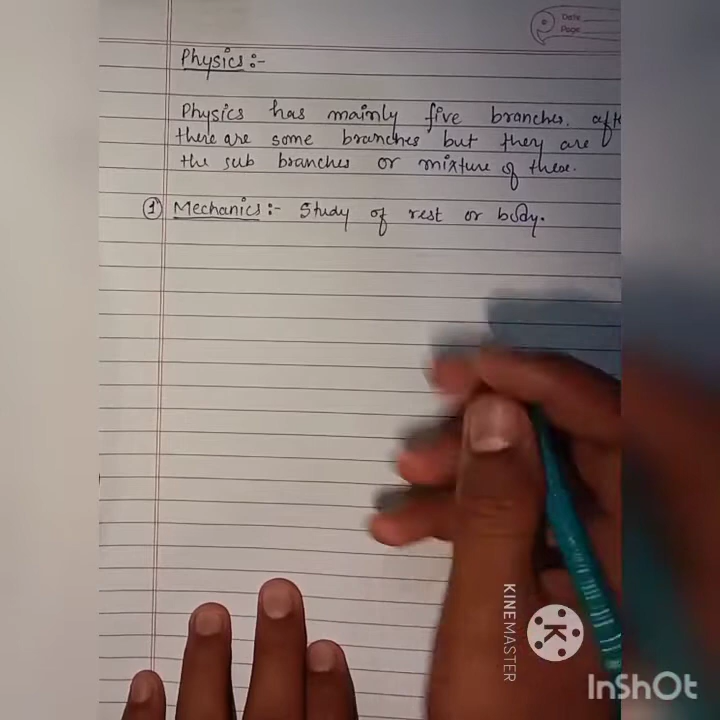 Date
Page
Physics:-
Physics has mainly five branches.
there are some branches but they are
the sub branches or mixture of these.
① Mechanics:- Study of rest or body.
KINEMASTER
InShOt